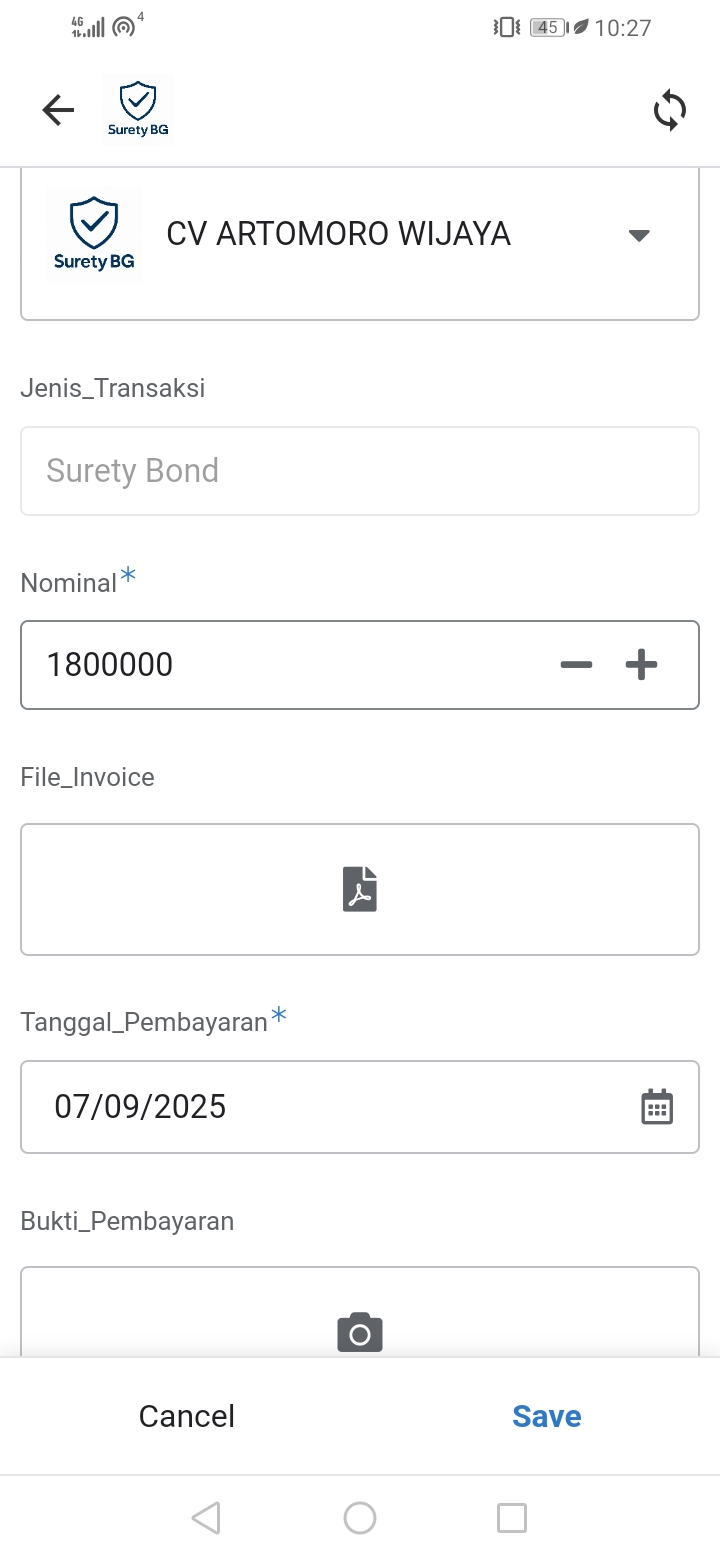 4G 4 45 10:27
Surety BG
Surety BG
CV ARTOMORO WIJAYA
Jenis_Transaksi
Surety Bond
Nominal*
1800000
File_Invoice
Tanggal_Pembayaran*
07/09/2025
Bukti_Pembayaran
Cancel Save